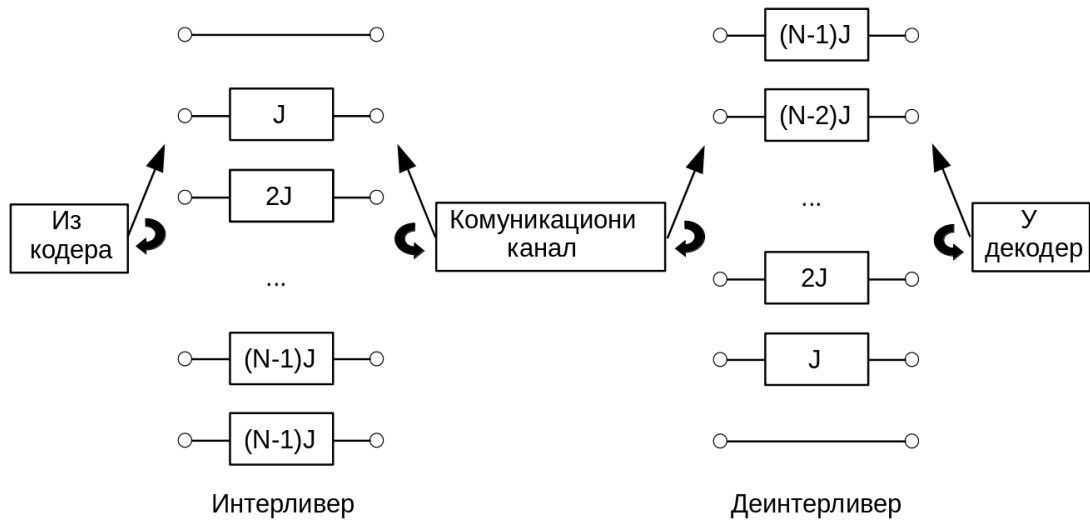 J
2J
...
(N-1)J
(N-1)J
(N-1)J
(N-2)J
...
2J
J
Из
кодера
Комуникациони
канал
У
декодер
Интерливер
Деинтерливер